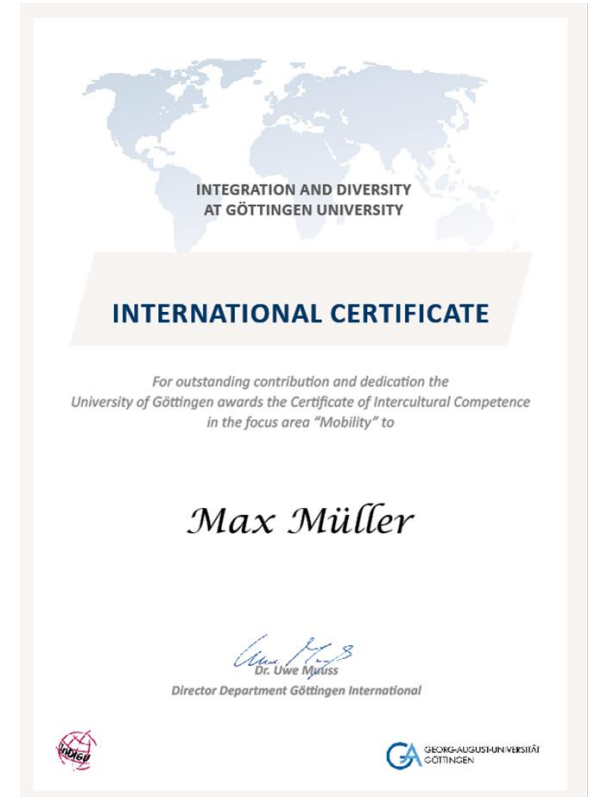 INTEGRATION AND DIVERSITY
AT GÖTTINGEN UNIVERSITY
INTERNATIONAL CERTIFICATE
For outstanding contribution and dedication the
University of Göttingen awards the Certificate of Intercultural Competence
in the focus area “Mobility” to
Max Müller
Dr. Uwe Muuss
Director Department Göttingen International
InDiGU
GEORG-AUGUST-UNIVERSITÄT
GÖTTINGEN